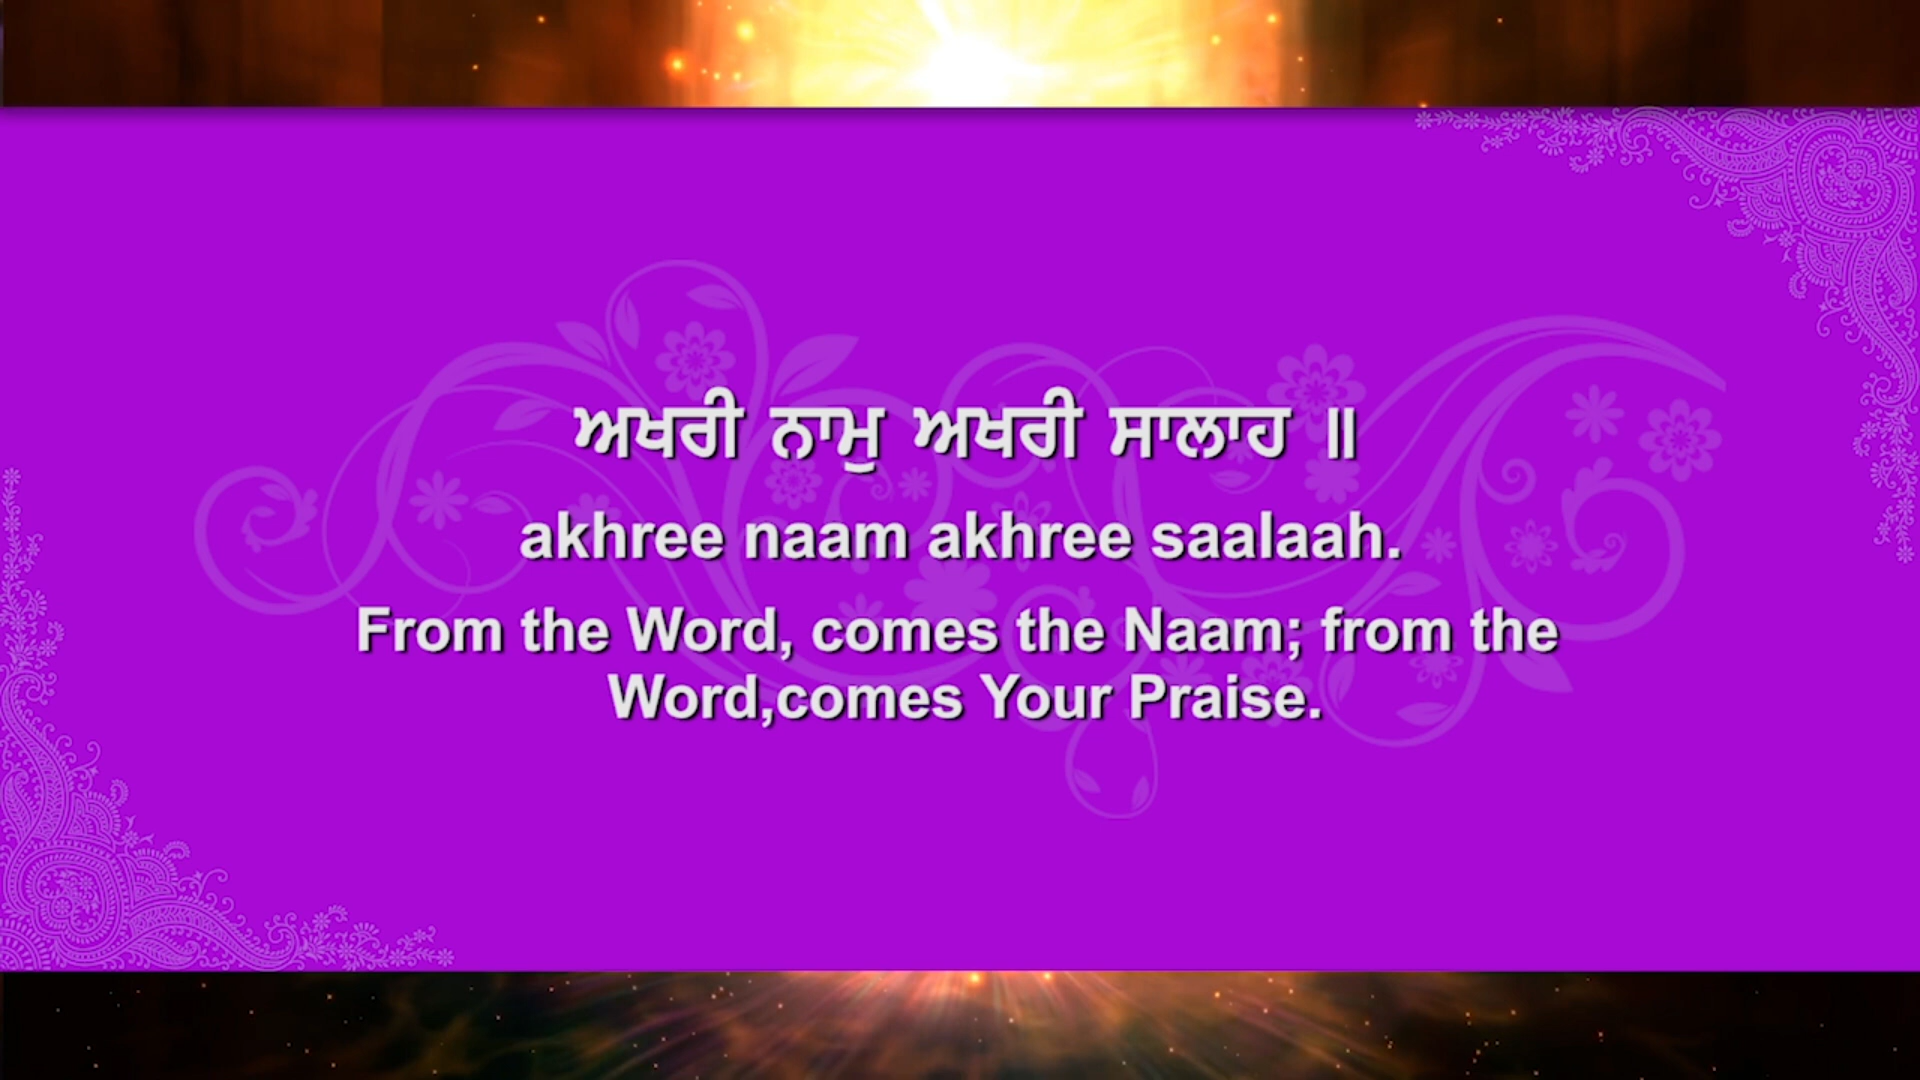 ਅਖਰੀ ਨਾਮੁ ਅਖਰੀ ਸਾਲਾਹ ॥
akhree naam akhree saalaah.
From the Word, comes the Naam; from the
Word,comes Your Praise.